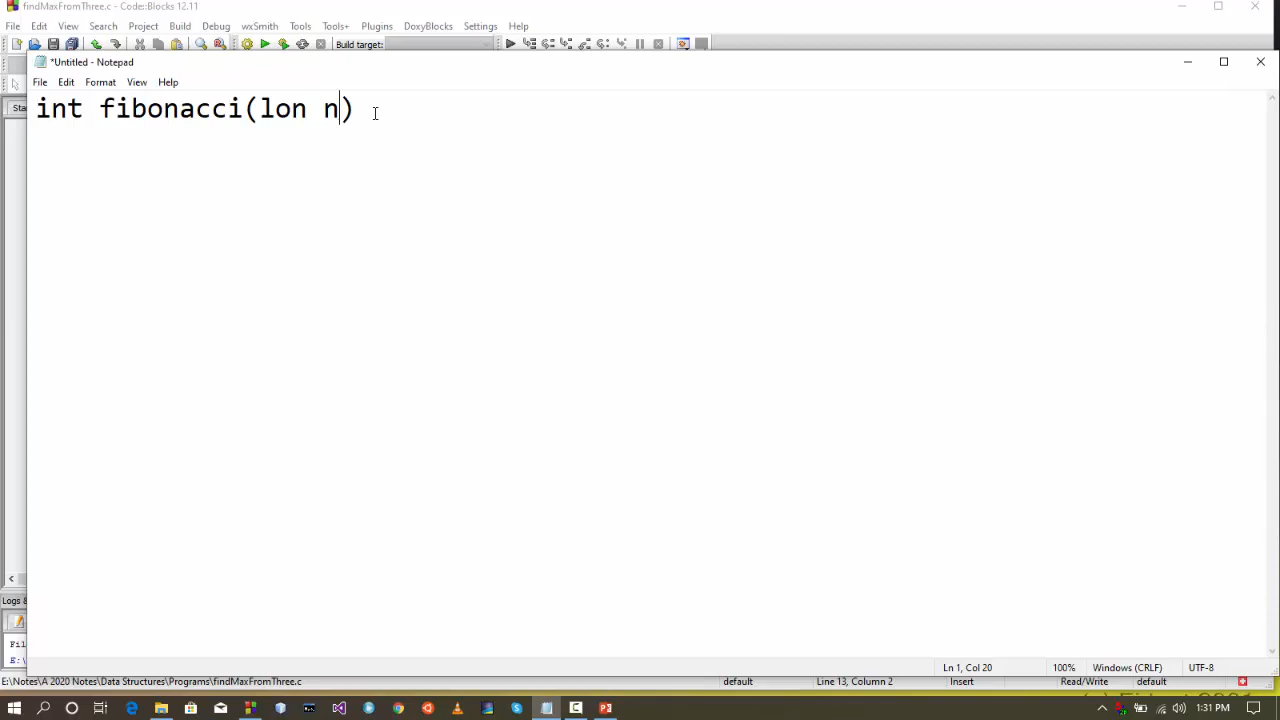 findMaxFromThree.c - Code::Blocks 12.11
File Edit View Search Project Build Debug wxSmith Tools Tools+ Plugins DoxyBlocks Settings Help
Build target:
*Untitled - Notepad
File Edit Format View Help
int fibonacci(lon n)
Logs &
Fil
E:\
Ln 1, Col 20 100% Windows (CRLF) UTF-8
E:\Notes\A 2020 Notes\Data Structures\Programs\findMaxFromThree.c default Line 13, Column 2 Insert Read/Write default
1:31 PM